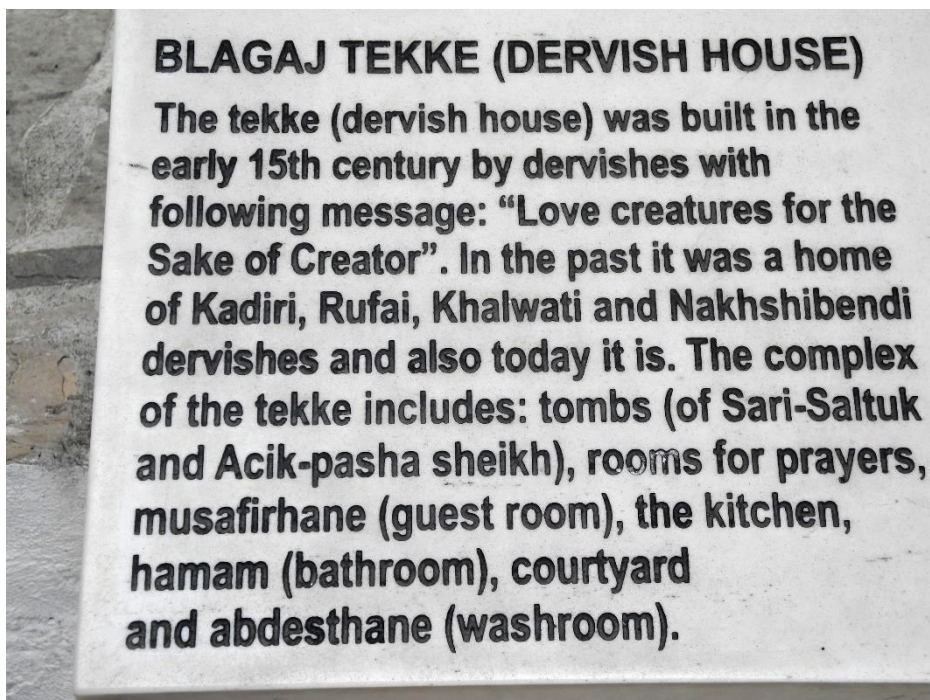 BLAGAJ TEKKE (DERVISH HOUSE)
The tekke (dervish house) was built in the
early 15th century by dervishes with
following message: “Love creatures for the
Sake of Creator”. In the past it was a home
of Kadiri, Rufai, Khalwati and Nakhshibendi
dervishes and also today it is. The complex
of the tekke includes: tombs (of Sari-Saltuk
and Acik-pasha sheikh), rooms for prayers,
musafirhane (guest room), the kitchen,
hamam (bathroom), courtyard
and abdesthane (washroom).